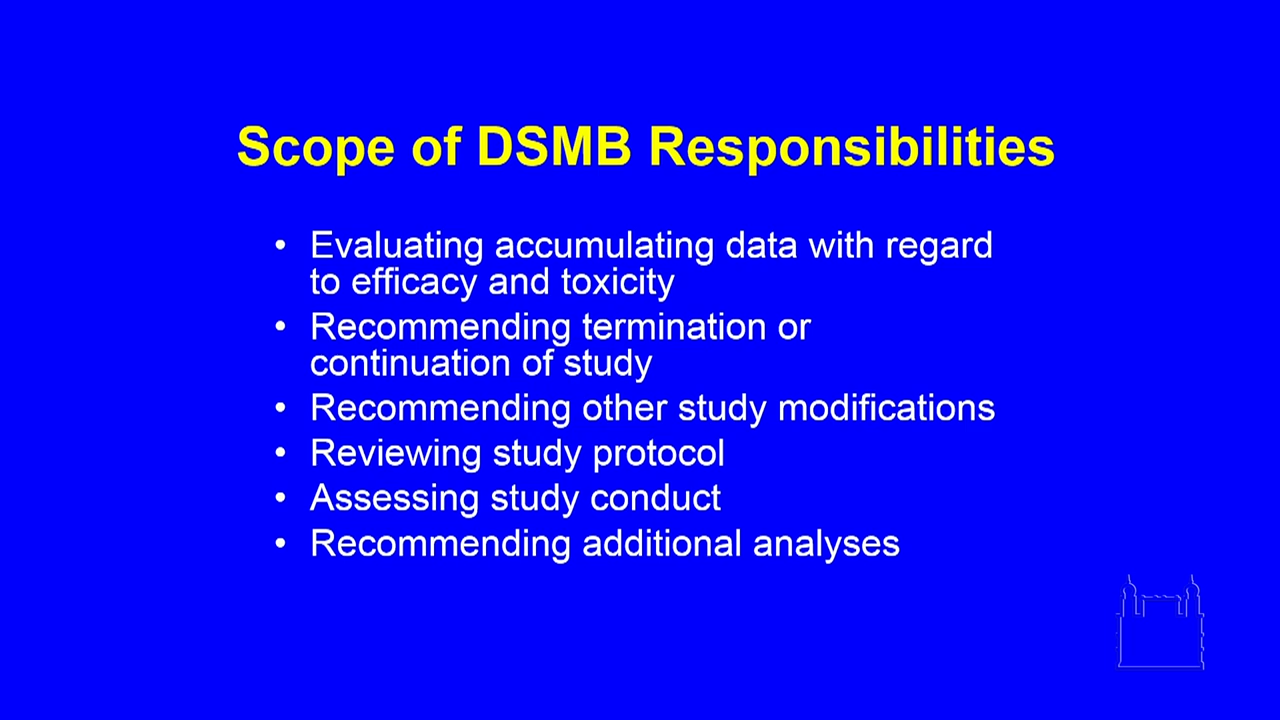 Scope of DSMB Responsibilities
• Evaluating accumulating data with regard
to efficacy and toxicity
• Recommending termination or
continuation of study
• Recommending other study modifications
• Reviewing study protocol
• Assessing study conduct
• Recommending additional analyses